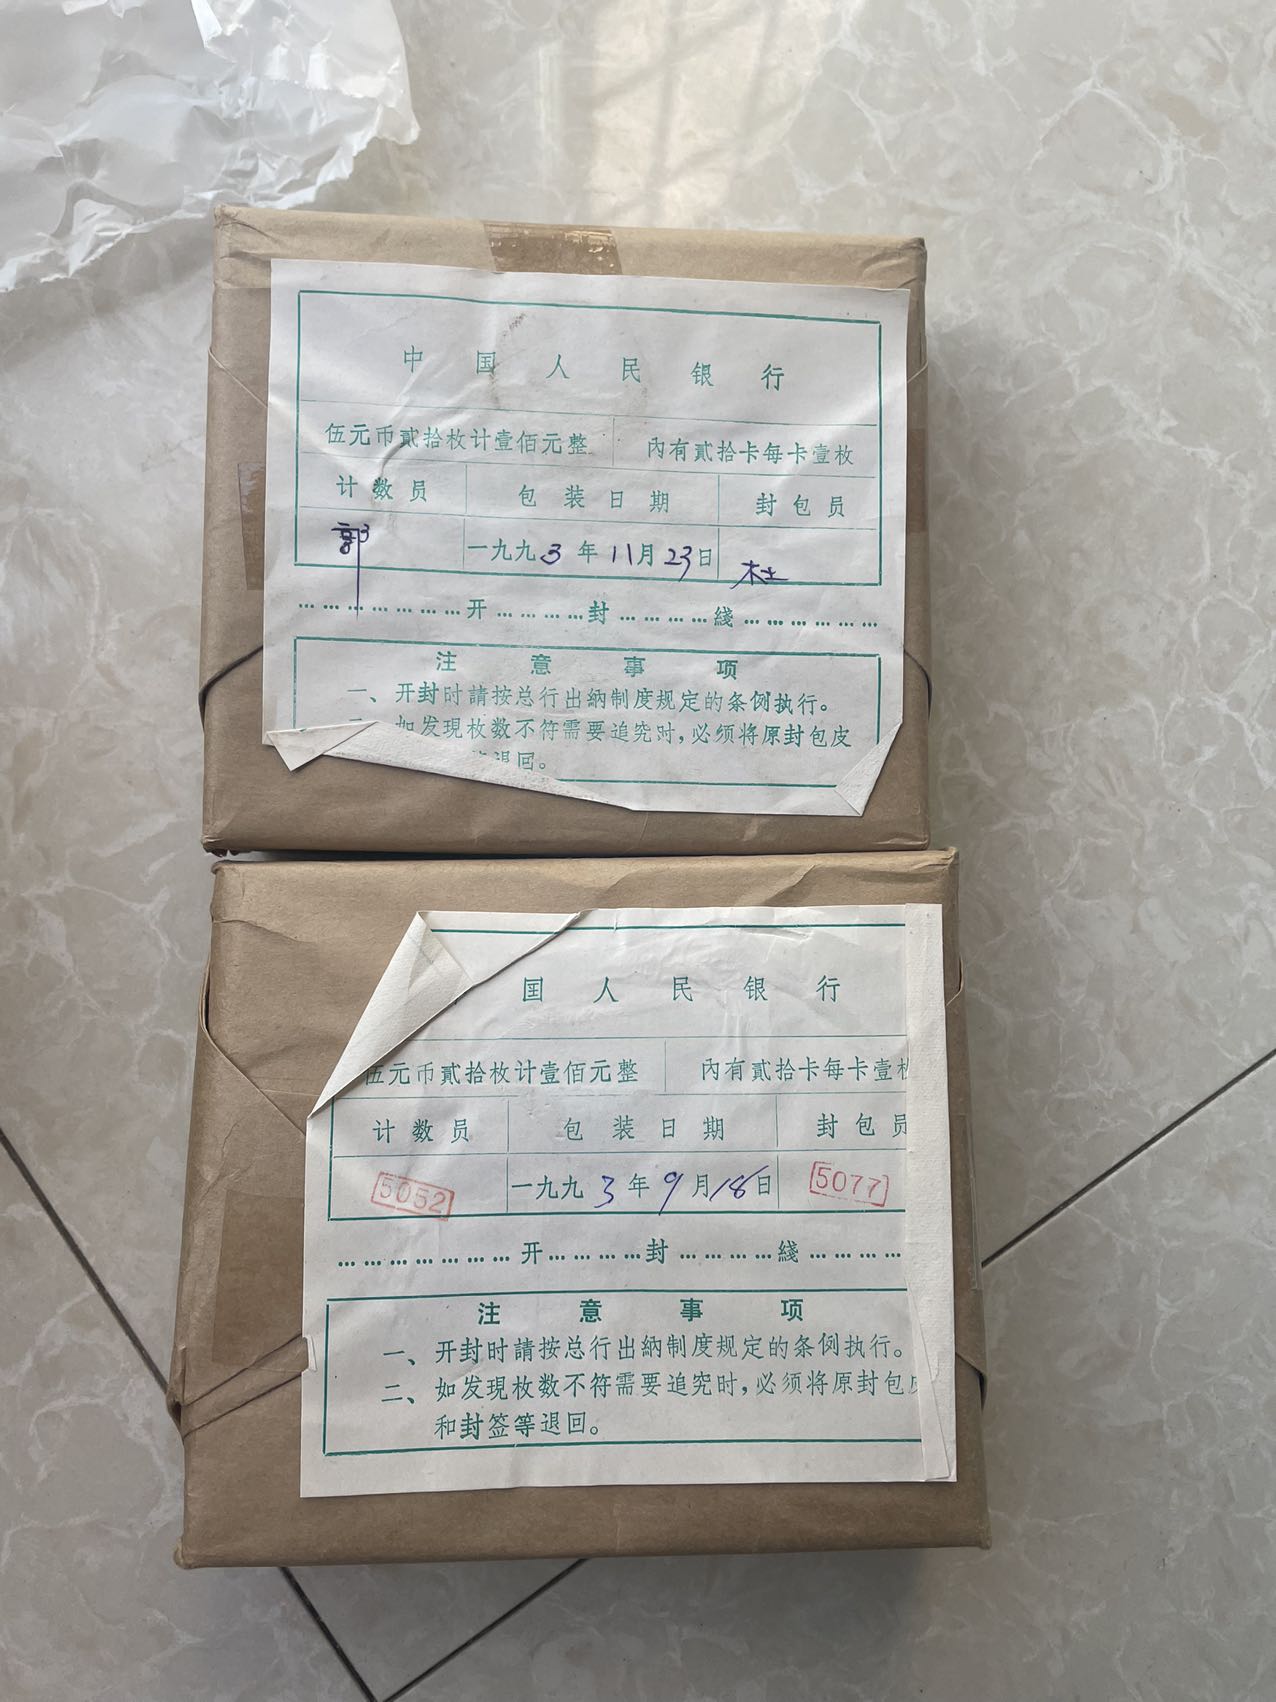 中国人民银行
伍元币貳拾枚计壹佰元整 內有貳拾卡每卡壹枚
计数员 包装日期 封包员
郭 一九九3年11月23日 杜
……………开…………封…………綫……………
注意事项
一、开封时請按总行出納制度规定的条例执行。
如发現枚数不符需要追究时，必须将原封包皮
退回。
国人民银行
伍元币貳拾枚计壹佰元整 內有貳拾卡每卡壹
计数员 包装日期 封包员
5052 一九九3年9月18日 5077
……………开…………封…………綫……………
注意事项
一、开封时請按总行出納制度规定的条例执行。
二、如发現枚数不符需要追究时，必须将原封包
和封签等退回。